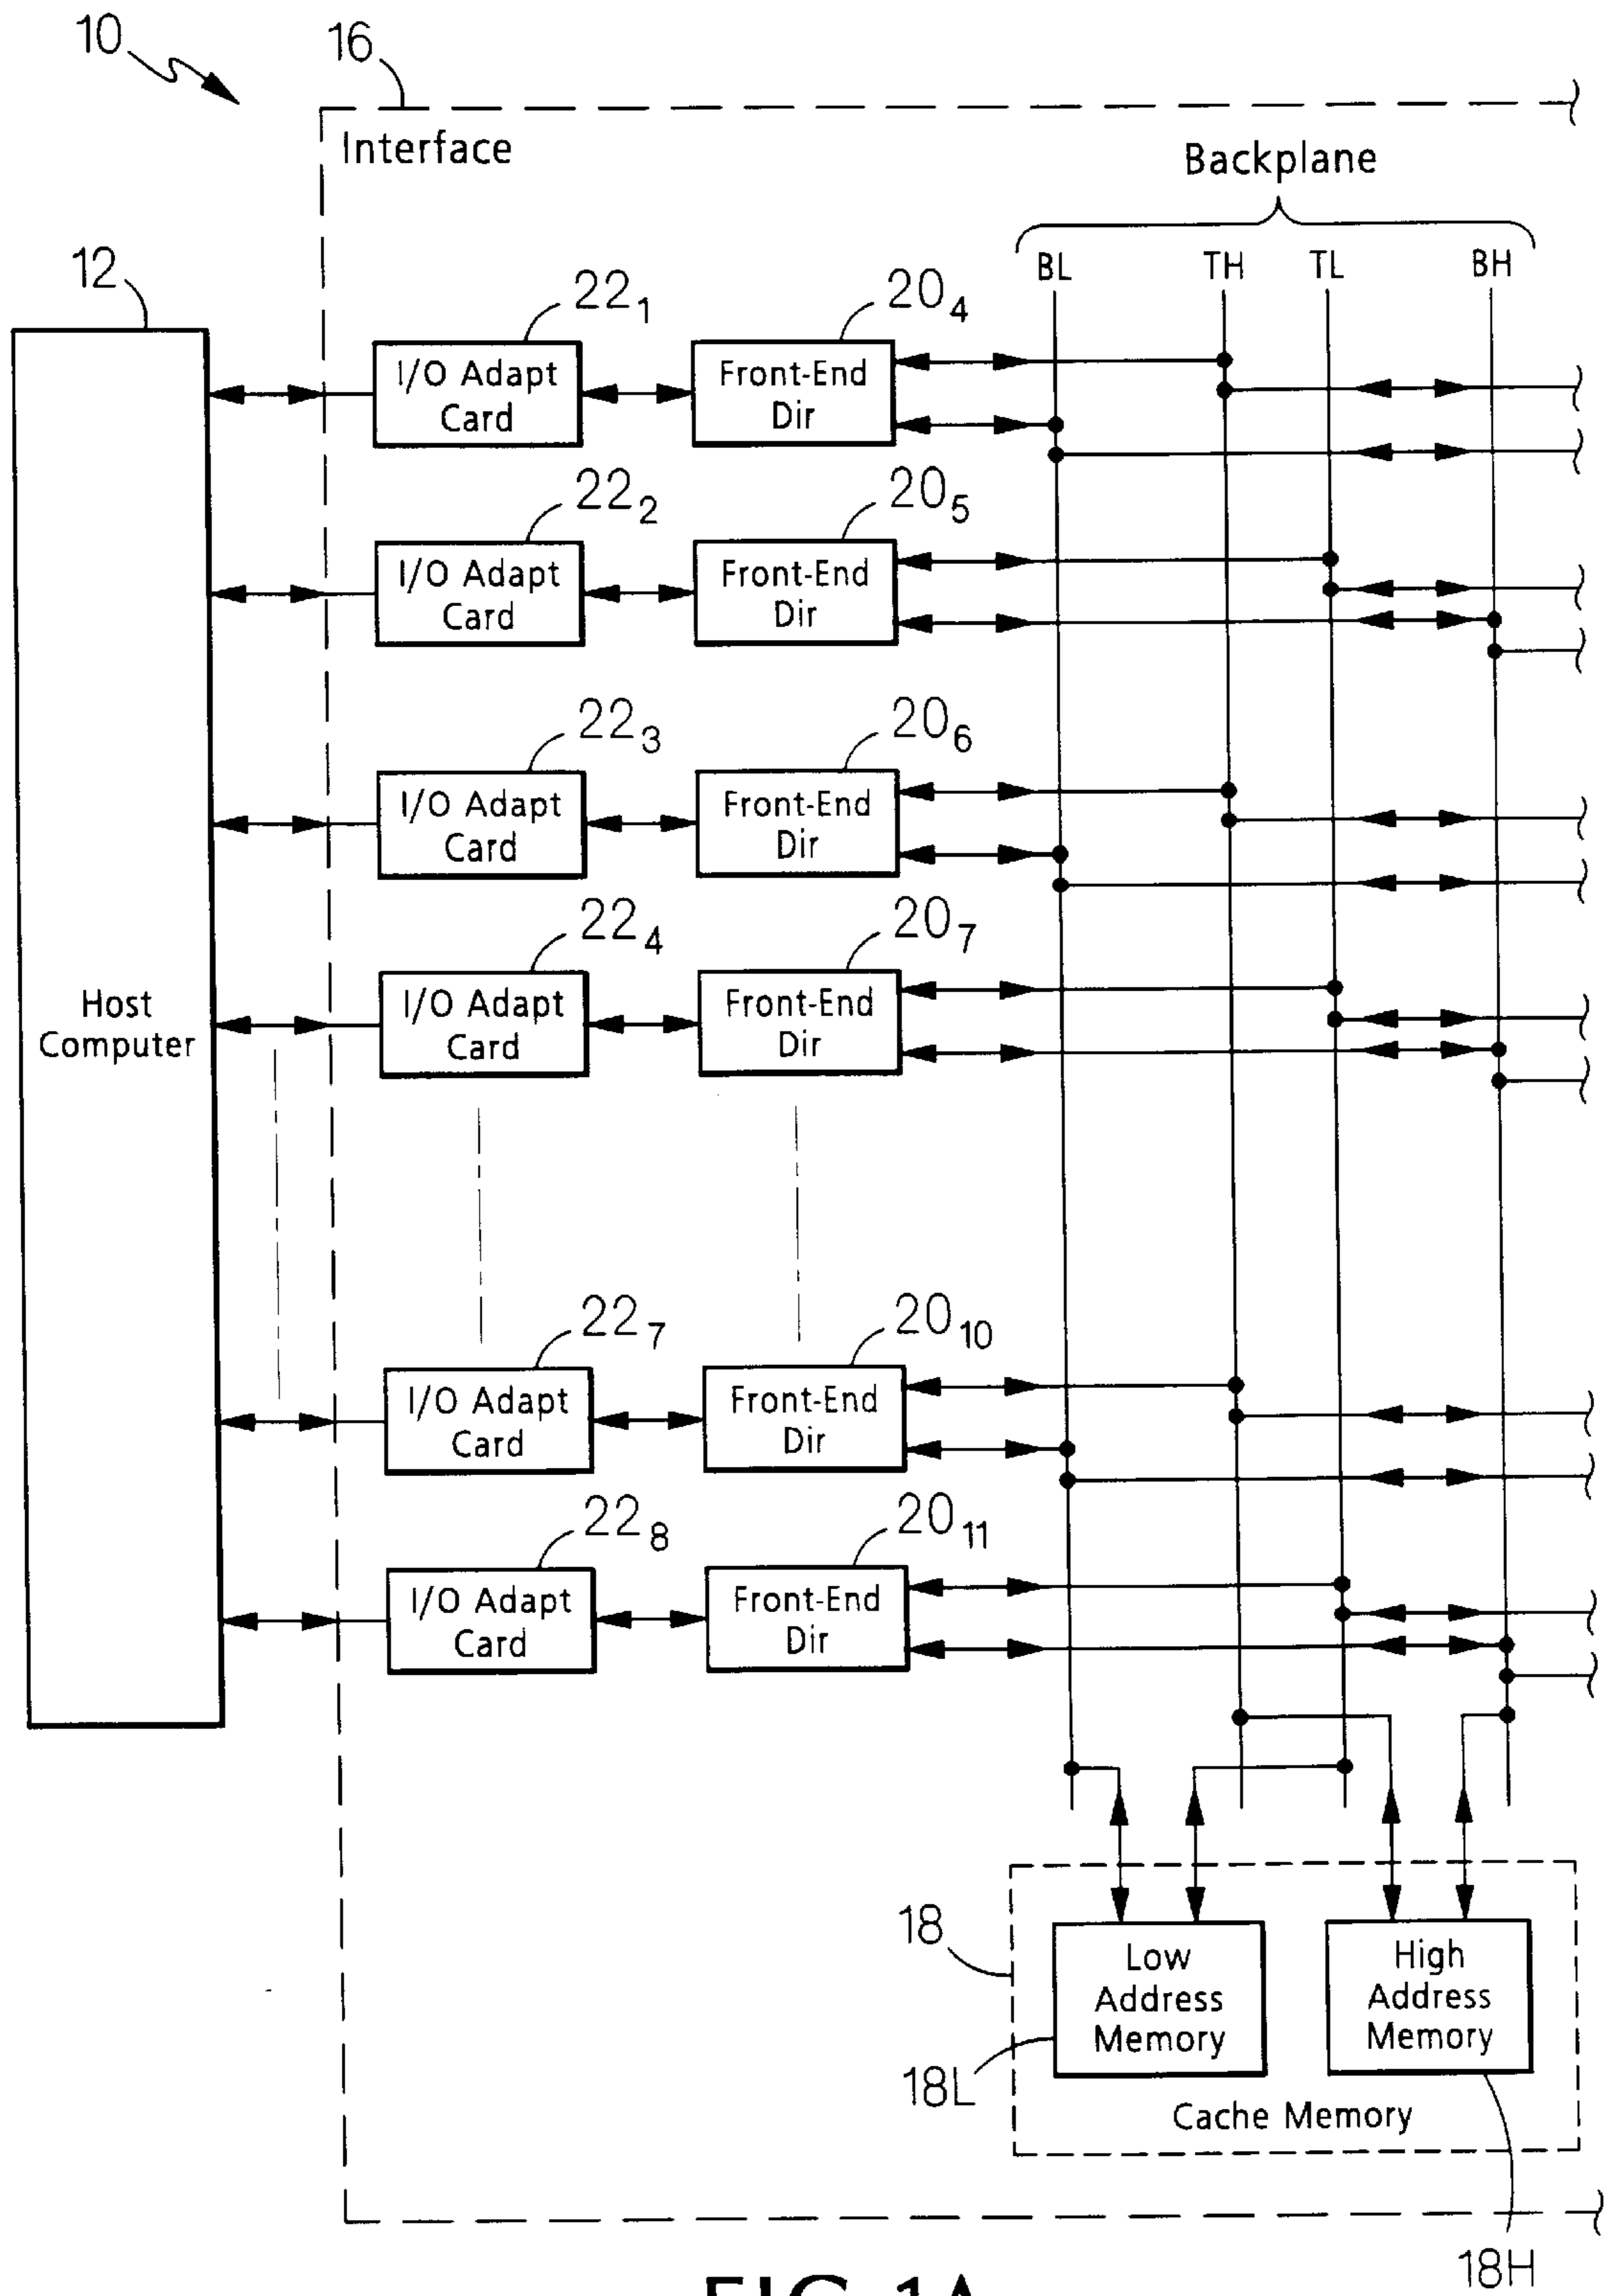 10
16
Interface
Backplane
12
22₁
20₄
BL
TH
TL
BH
I/O Adapt
Card
Front-End
Dir
22₂
20₅
I/O Adapt
Card
Front-End
Dir
22₃
20₆
I/O Adapt
Card
Front-End
Dir
22₄
20₇
Host
Computer
I/O Adapt
Card
Front-End
Dir
22₇
20₁₀
I/O Adapt
Card
Front-End
Dir
22₈
20₁₁
I/O Adapt
Card
Front-End
Dir
18
Low
Address
Memory
High
Address
Memory
18L
Cache Memory
18H
FIG 1A